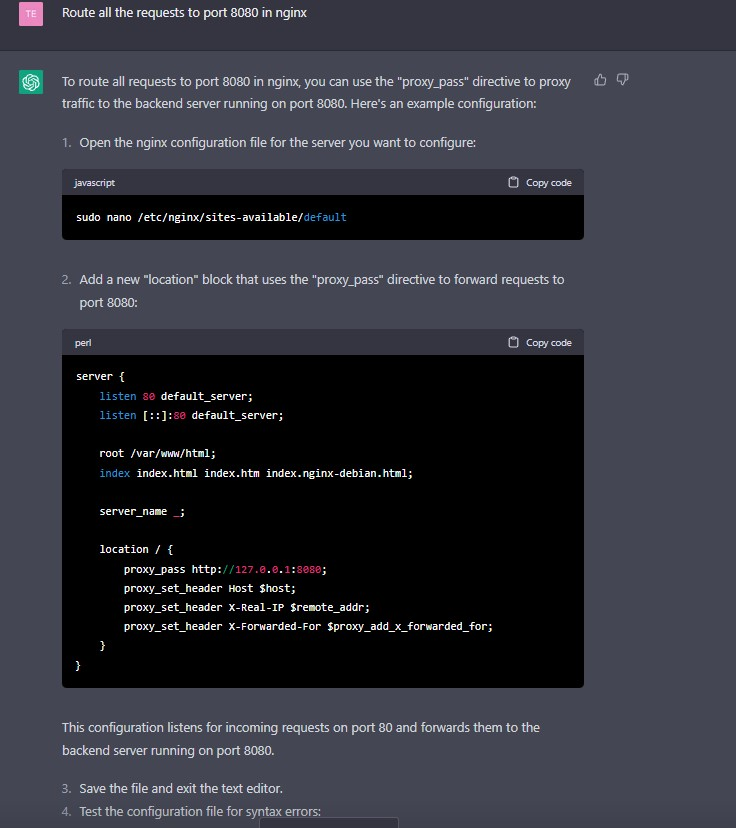 TE
Route all the requests to port 8080 in nginx
To route all requests to port 8080 in nginx, you can use the "proxy_pass" directive to proxy
traffic to the backend server running on port 8080. Here's an example configuration:
1. Open the nginx configuration file for the server you want to configure:
javascript Copy code
sudo nano /etc/nginx/sites-available/default
2. Add a new "location" block that uses the "proxy_pass" directive to forward requests to
port 8080:
perl Copy code
server {
    listen 80 default_server;
    listen [::]:80 default_server;

    root /var/www/html;
    index index.html index.htm index.nginx-debian.html;

    server_name _;

    location / {
        proxy_pass http://127.0.0.1:8080;
        proxy_set_header Host $host;
        proxy_set_header X-Real-IP $remote_addr;
        proxy_set_header X-Forwarded-For $proxy_add_x_forwarded_for;
    }
}
This configuration listens for incoming requests on port 80 and forwards them to the
backend server running on port 8080.
3. Save the file and exit the text editor.
4. Test the configuration file for syntax errors: